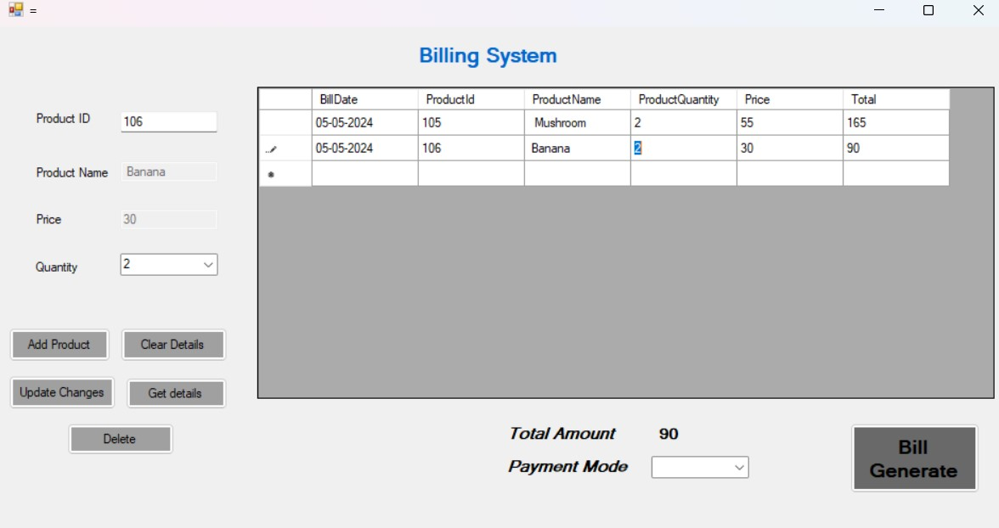 =
Billing System
Product ID 106
Product Name Banana
Price 30
Quantity 2
Add Product Clear Details
Update Changes Get details
Delete
BillDate ProductId ProductName ProductQuantity Price Total
05-05-2024 105 Mushroom 2 55 165
05-05-2024 106 Banana 2 30 90
Total Amount 90
Payment Mode
Bill
Generate